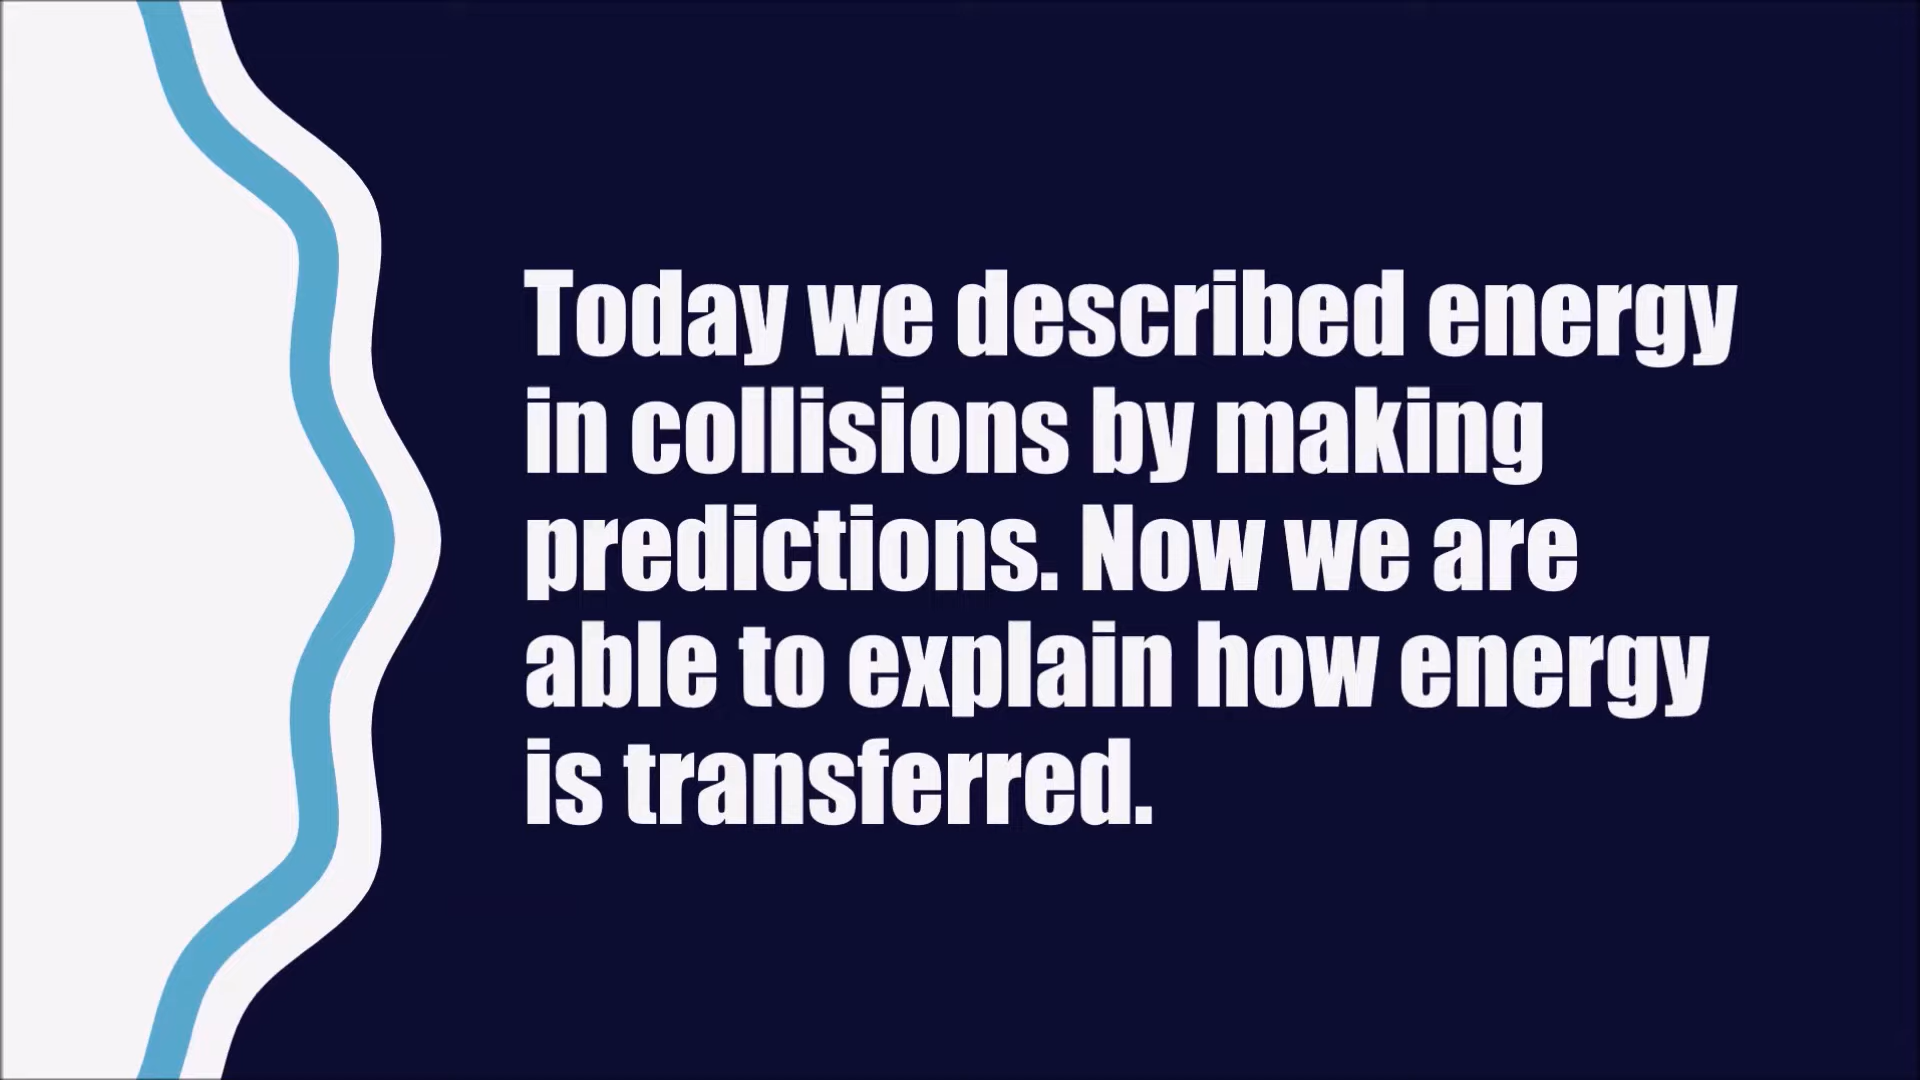 Today we described energy
in collisions by making
predictions. Now we are
able to explain how energy
is transferred.